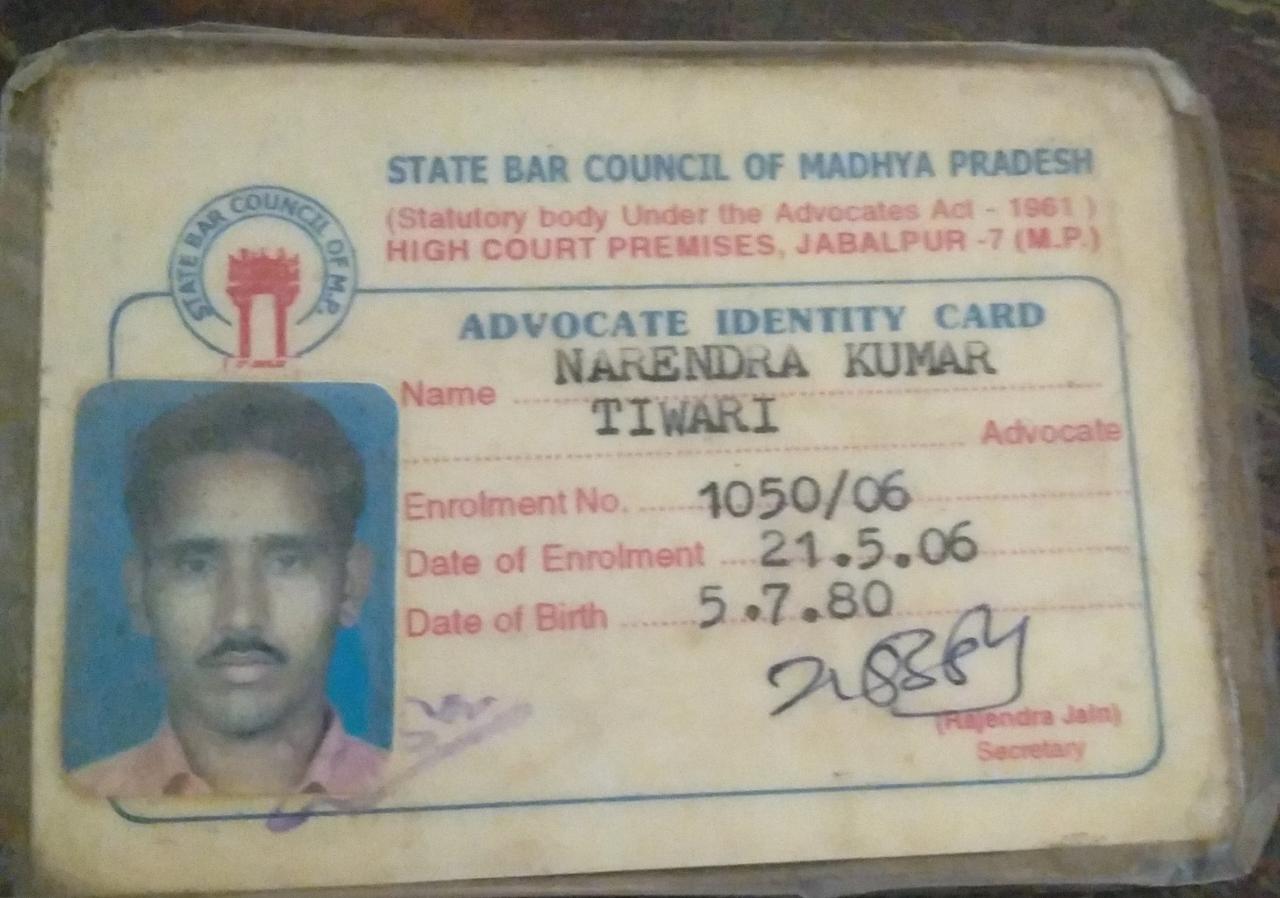 STATE BAR COUNCIL OF MADHYA PRADESH
(Statutory body Under the Advocates Act - 1961 )
HIGH COURT PREMISES, JABALPUR -7 (M.P.)
STATE BAR COUNCIL OF M.P.
ADVOCATE IDENTITY CARD
Name NARENDRA KUMAR
TIWARI Advocate
Enrolment No. 1050/06
Date of Enrolment 21.5.06
Date of Birth 5.7.80
(Rajendra Jain)
Secretary